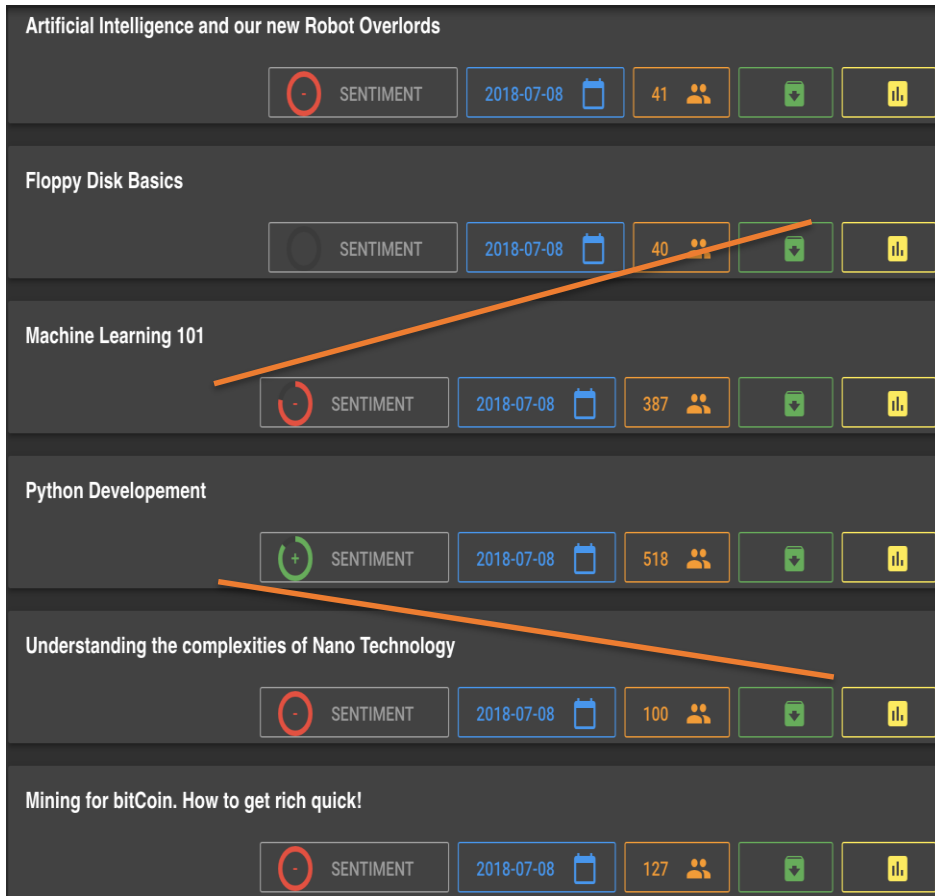 Artificial Intelligence and our new Robot Overlords
- SENTIMENT 2018-07-08 41
Floppy Disk Basics
SENTIMENT 2018-07-08 40
Machine Learning 101
- SENTIMENT 2018-07-08 387
Python Developement
+ SENTIMENT 2018-07-08 518
Understanding the complexities of Nano Technology
- SENTIMENT 2018-07-08 100
Mining for bitCoin. How to get rich quick!
- SENTIMENT 2018-07-08 127